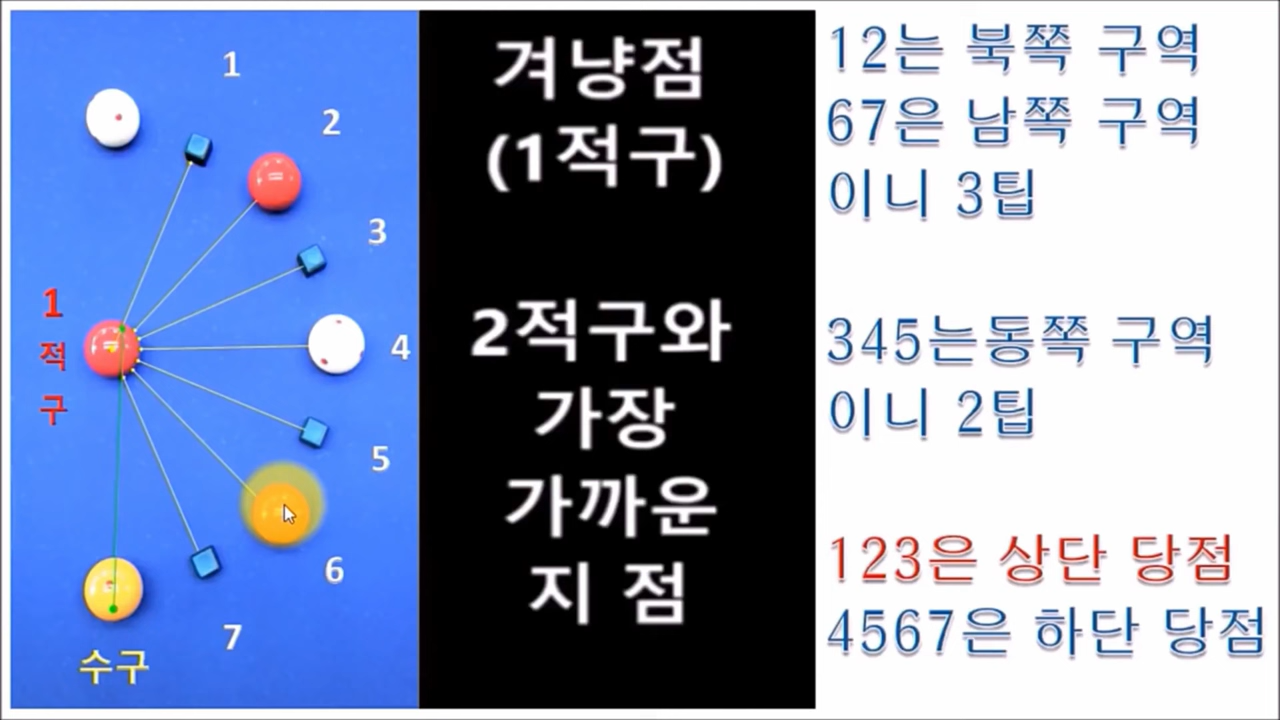 1
2
3
4
5
6
7
1
적
구
수구
겨냥점
(1적구)
2적구와
가장
가까운
지 점
12는 북쪽 구역
67은 남쪽 구역
이니 3팁
345는동쪽 구역
이니 2팁
123은 상단 당점
4567은 하단 당점